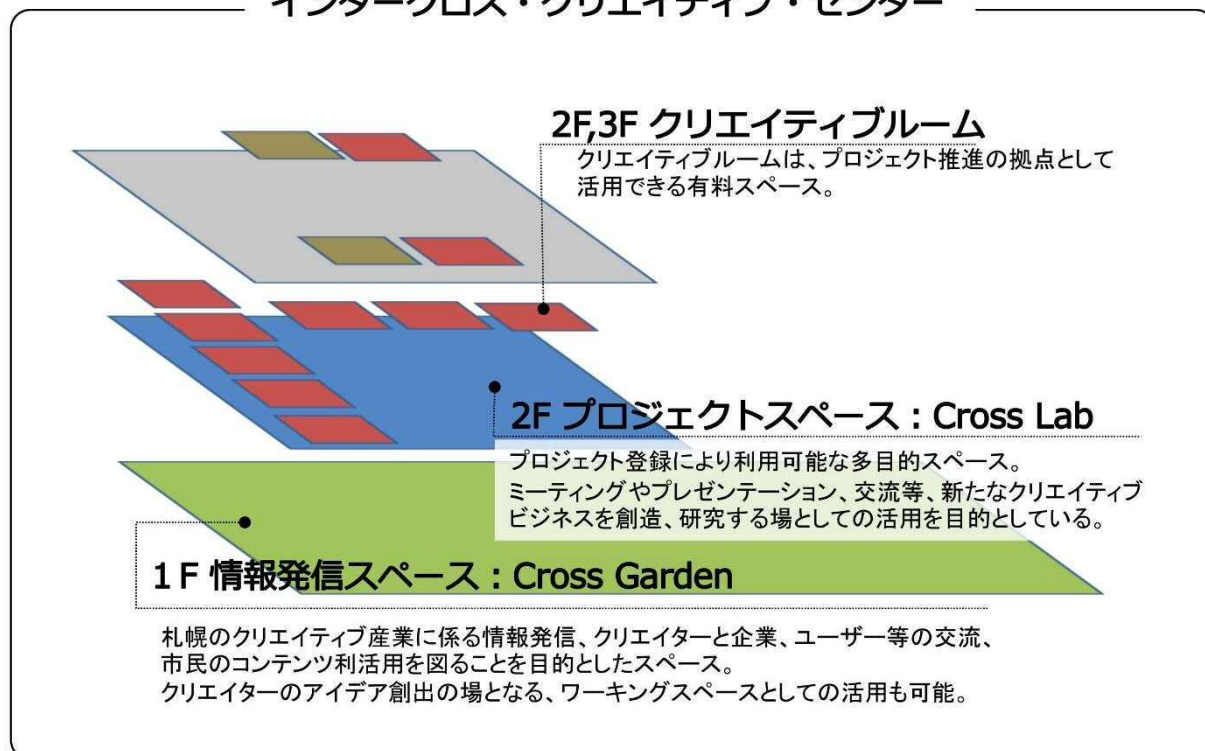 インタークロス・クリエイティブ・センター
2F,3F クリエイティブルーム
クリエイティブルームは、プロジェクト推進の拠点として
活用できる有料スペース。
2F プロジェクトスペース：Cross Lab
プロジェクト登録により利用可能な多目的スペース。
ミーティングやプレゼンテーション、交流等、新たなクリエイティブ
ビジネスを創造、研究する場としての活用を目的としている。
1F 情報発信スペース：Cross Garden
札幌のクリエイティブ産業に係る情報発信、クリエイターと企業、ユーザー等の交流、
市民のコンテンツ利活用を図ることを目的としたスペース。
クリエイターのアイデア創出の場となる、ワーキングスペースとしての活用も可能。